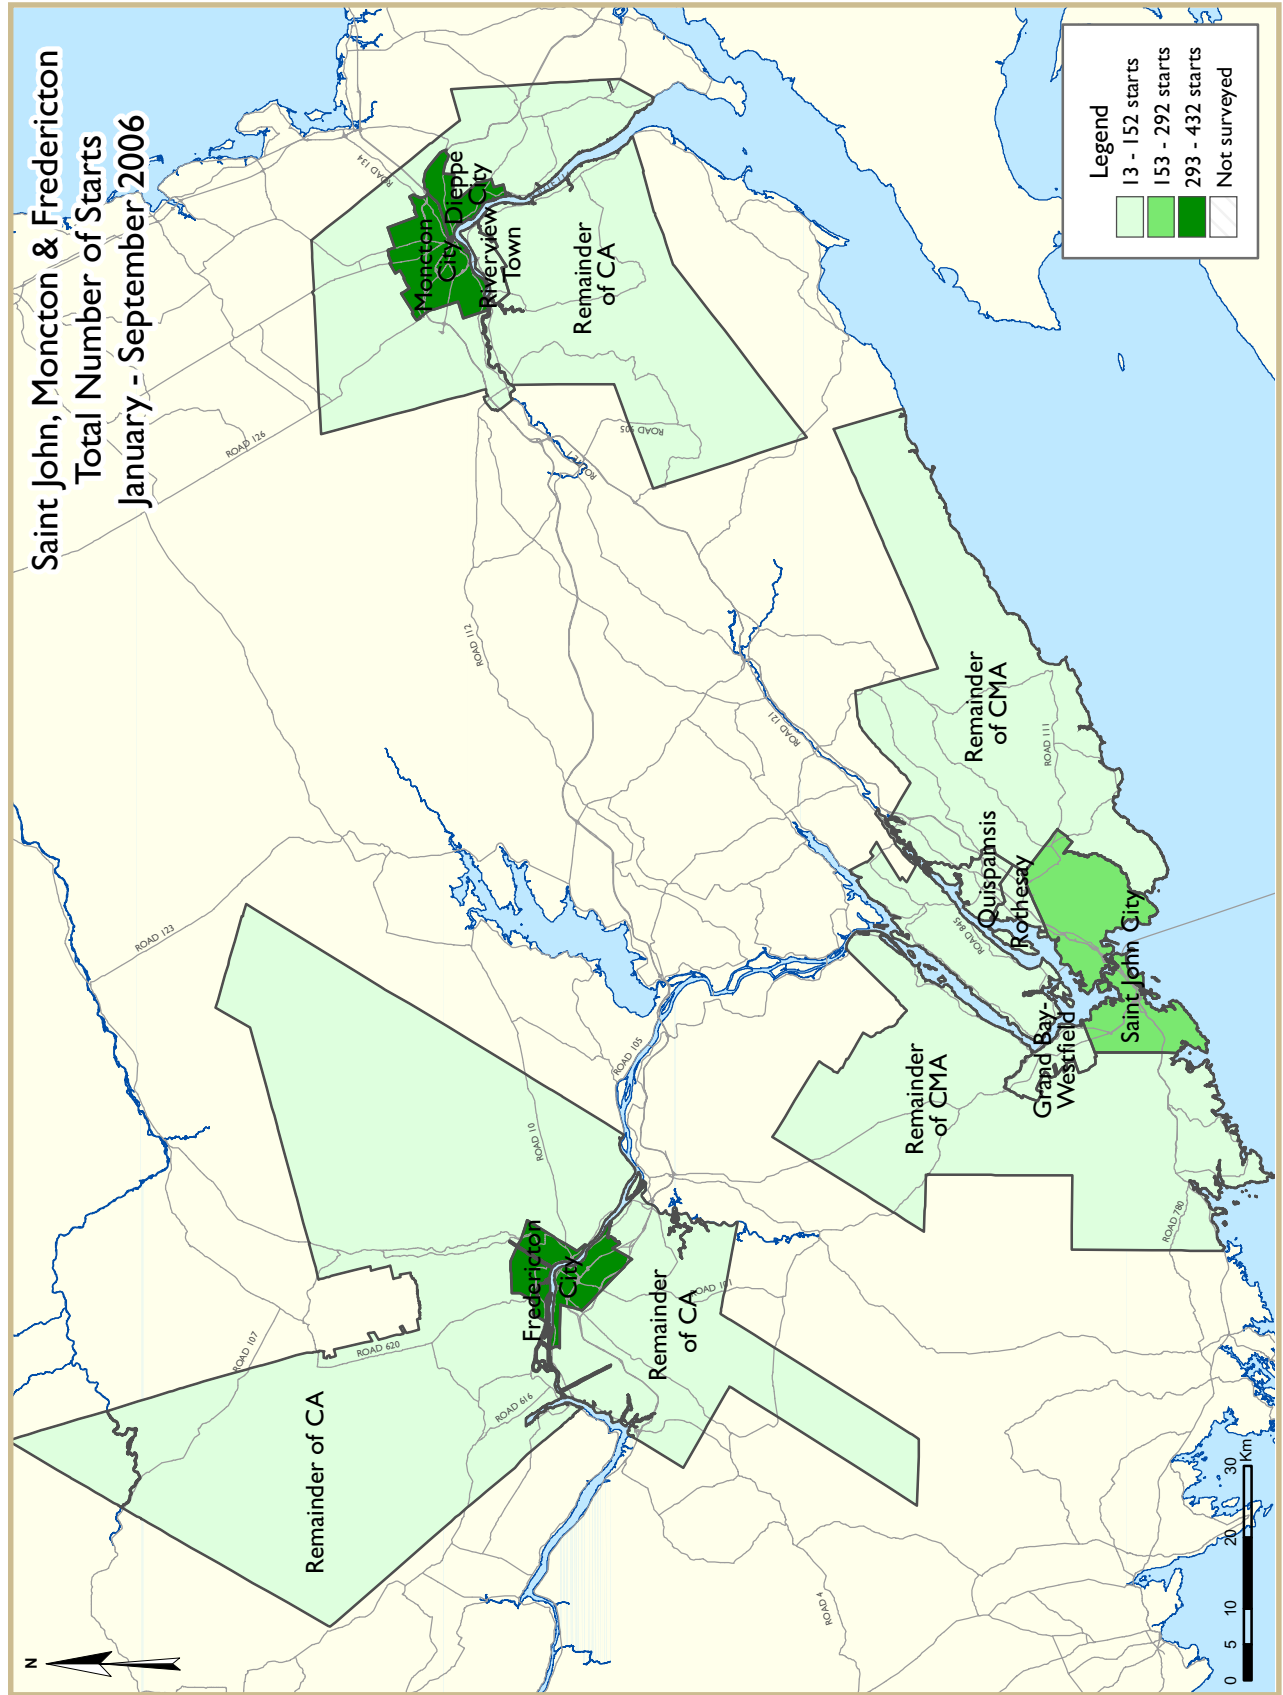 Saint John, Moncton & Fredericton
Total Number of Starts
January - September 2006
N
ROAD 134
ROAD 126
Moncton
City
Dieppe
City
Riverview
Town
Remainder
of CA
ROAD 905
ROAD 112
ROAD 121
ROAD 123
ROAD 105
ROAD 10
ROAD 107
ROAD 620
ROAD 616
Remainder of CA
Fredericton
City
Remainder
of CA
ROAD 101
ROAD 4
Remainder
of CMA
ROAD 111
Quispamsis
Rothesay
ROAD 845
Saint John City
Grand Bay-
Westfield
Remainder
of CMA
ROAD 780
Legend
13 - 152 starts
153 - 292 starts
293 - 432 starts
Not surveyed
0 5 10 20 30
Km